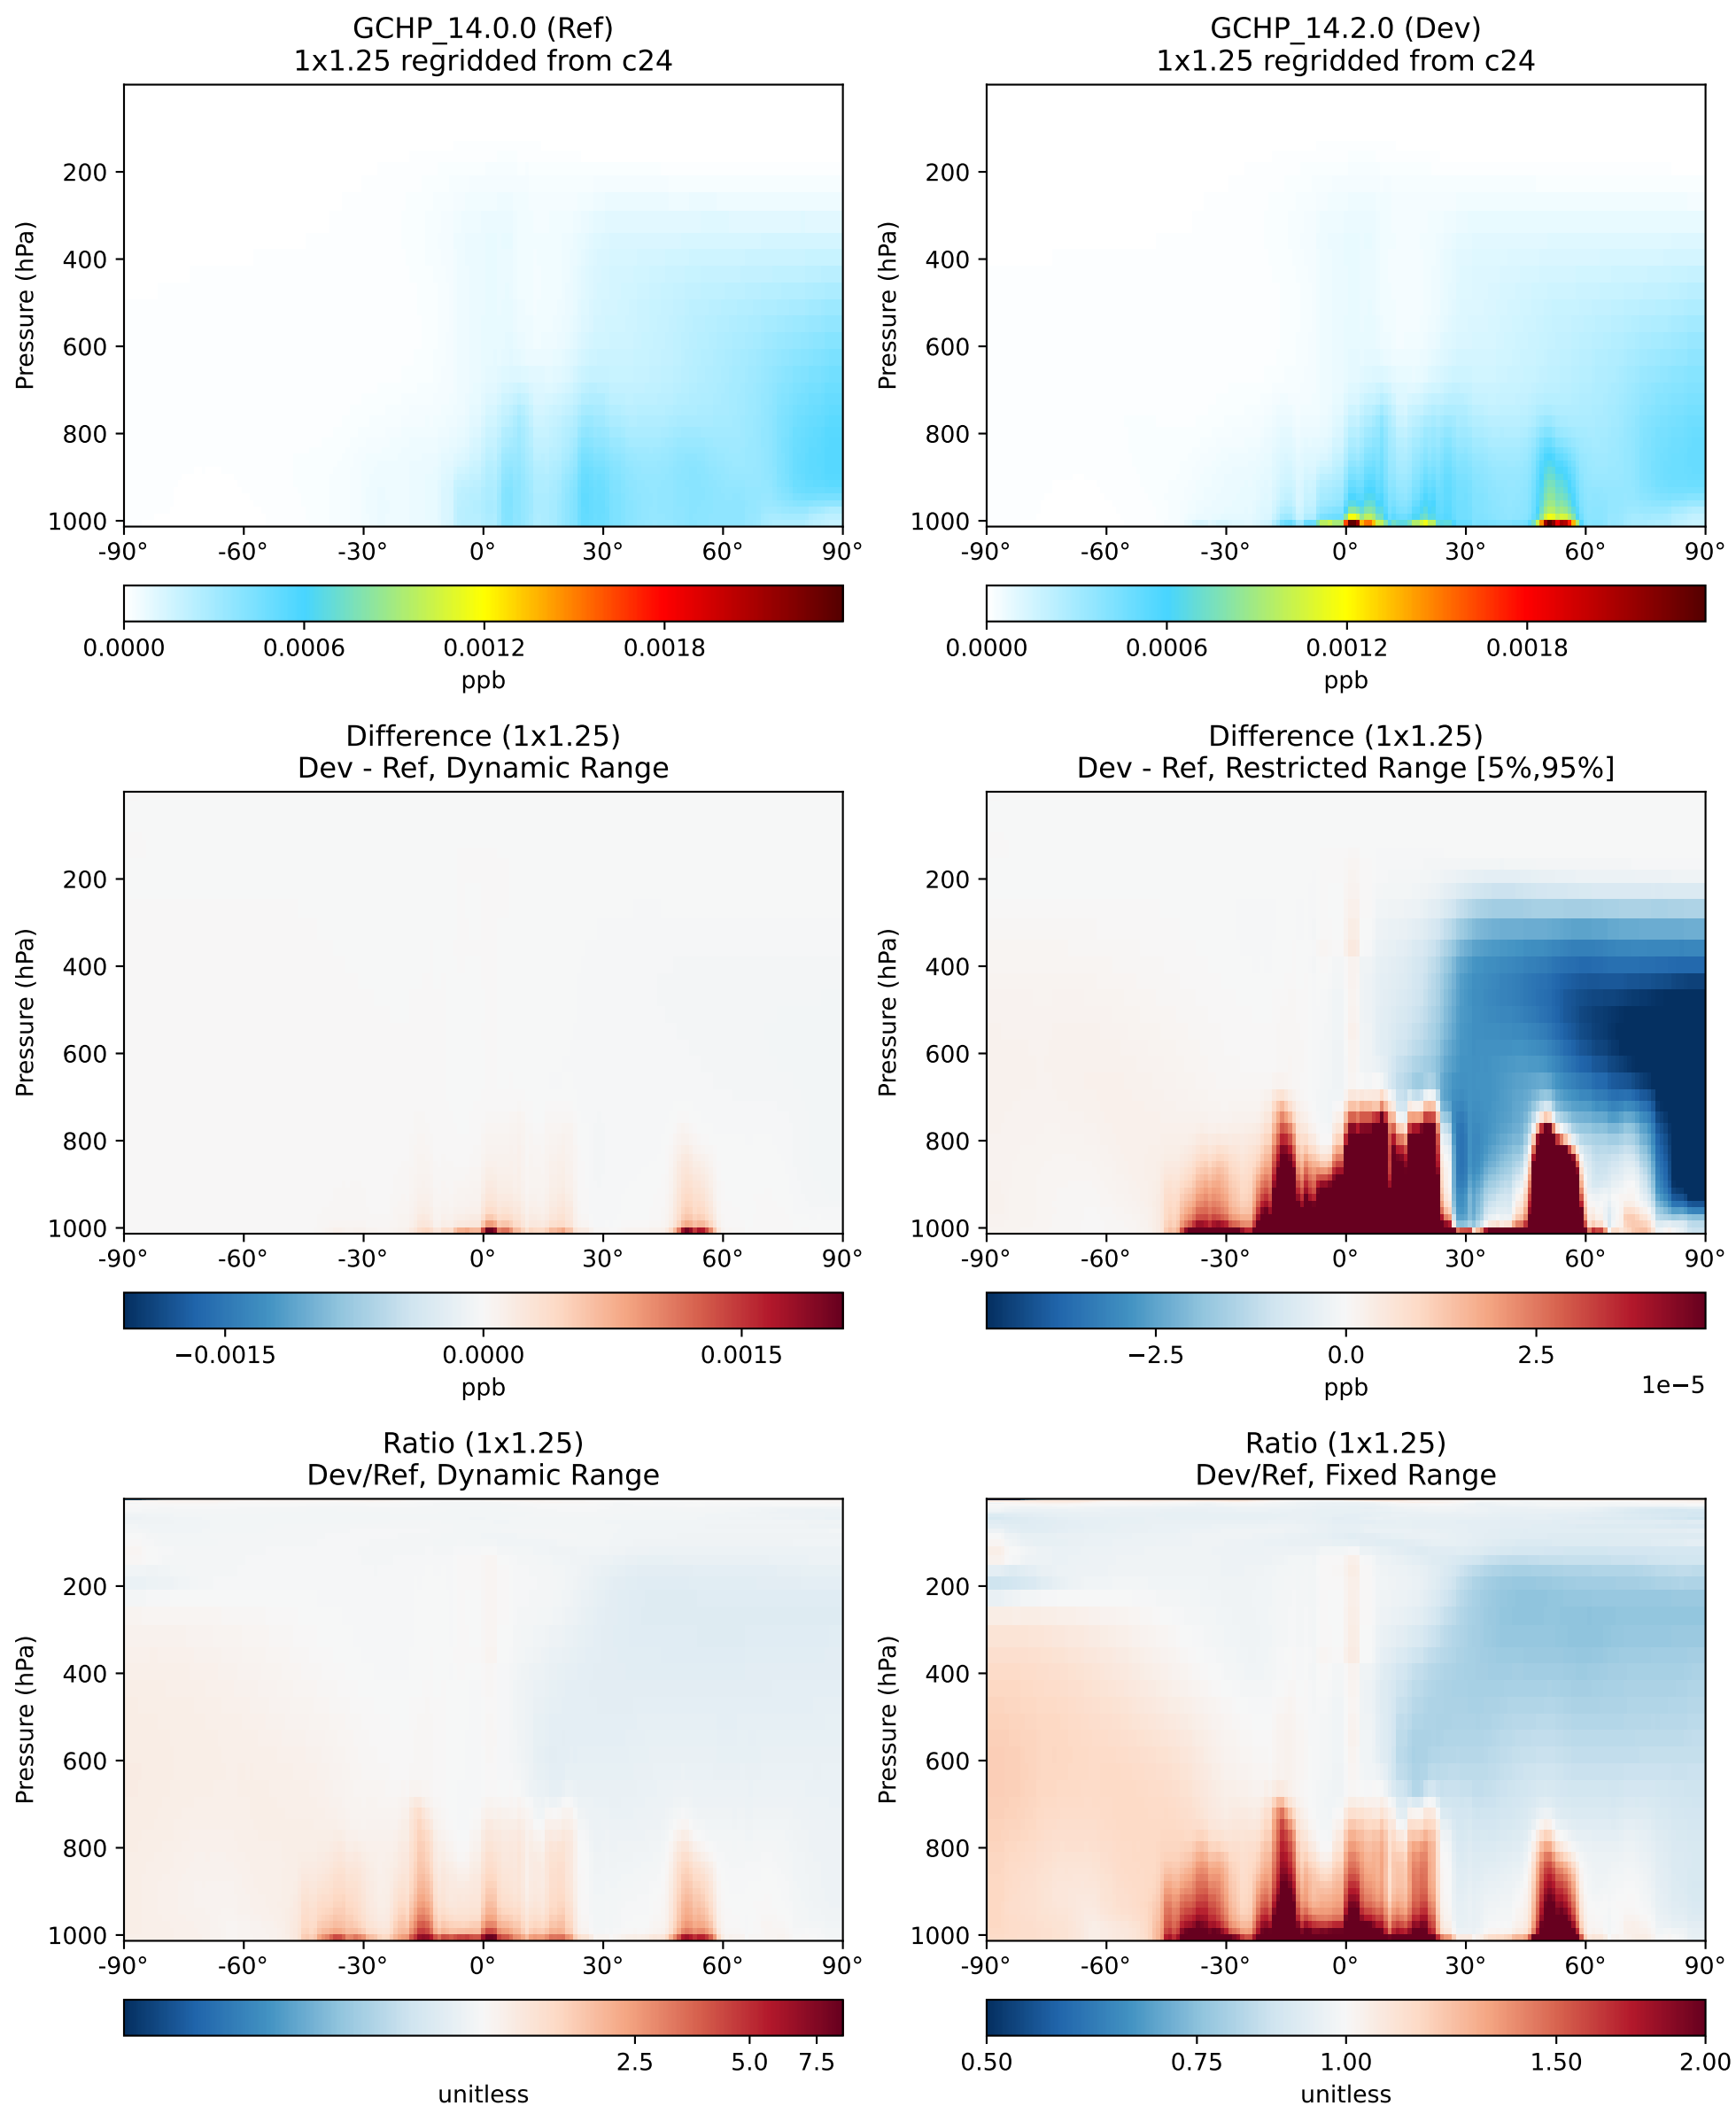 GCHP_14.0.0 (Ref)
1x1.25 regridded from c24
Pressure (hPa)
200
400
600
800
1000
-90° -60° -30° 0° 30° 60° 90°
0.0000 0.0006 0.0012 0.0018
ppb
GCHP_14.2.0 (Dev)
1x1.25 regridded from c24
Pressure (hPa)
200
400
600
800
1000
-90° -60° -30° 0° 30° 60° 90°
0.0000 0.0006 0.0012 0.0018
ppb
Difference (1x1.25)
Dev - Ref, Dynamic Range
Pressure (hPa)
200
400
600
800
1000
-90° -60° -30° 0° 30° 60° 90°
−0.0015 0.0000 0.0015
ppb
Difference (1x1.25)
Dev - Ref, Restricted Range [5%,95%]
Pressure (hPa)
200
400
600
800
1000
-90° -60° -30° 0° 30° 60° 90°
−2.5 0.0 2.5
ppb
1e−5
Ratio (1x1.25)
Dev/Ref, Dynamic Range
Pressure (hPa)
200
400
600
800
1000
-90° -60° -30° 0° 30° 60° 90°
2.5 5.0 7.5
unitless
Ratio (1x1.25)
Dev/Ref, Fixed Range
Pressure (hPa)
200
400
600
800
1000
-90° -60° -30° 0° 30° 60° 90°
0.50 0.75 1.00 1.50 2.00
unitless